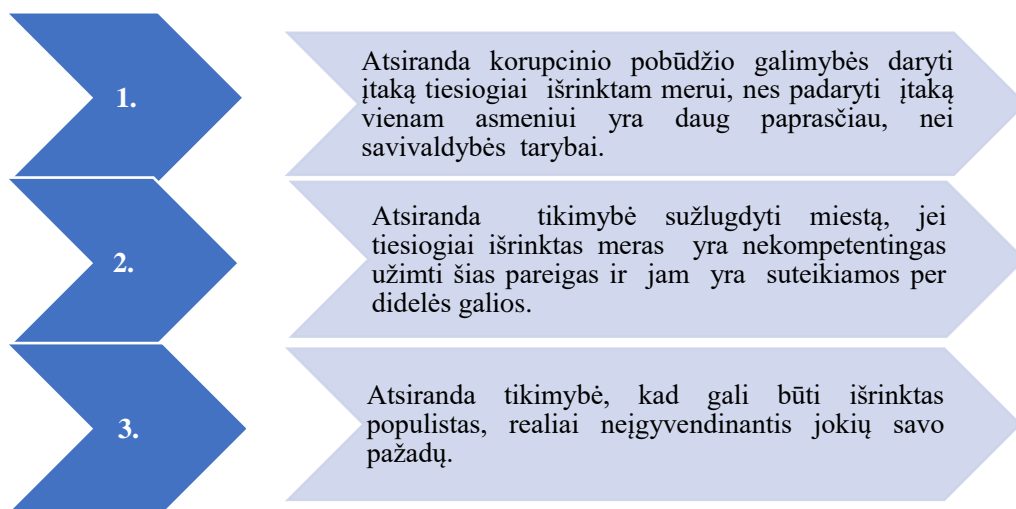 1.
Atsiranda korupcinio pobūdžio galimybės daryti
įtaką tiesiogiai išrinktam merui, nes padaryti įtaką
vienam asmeniui yra daug paprasčiau, nei
savivaldybės tarybai.
2.
Atsiranda tikimybė sužlugdyti miestą, jei
tiesiogiai išrinktas meras yra nekompetentingas
užimti šias pareigas ir jam yra suteikiamos per
didelės galios.
3.
Atsiranda tikimybė, kad gali būti išrinktas
populistas, realiai neįgyvendinantis jokių savo
pažadų.